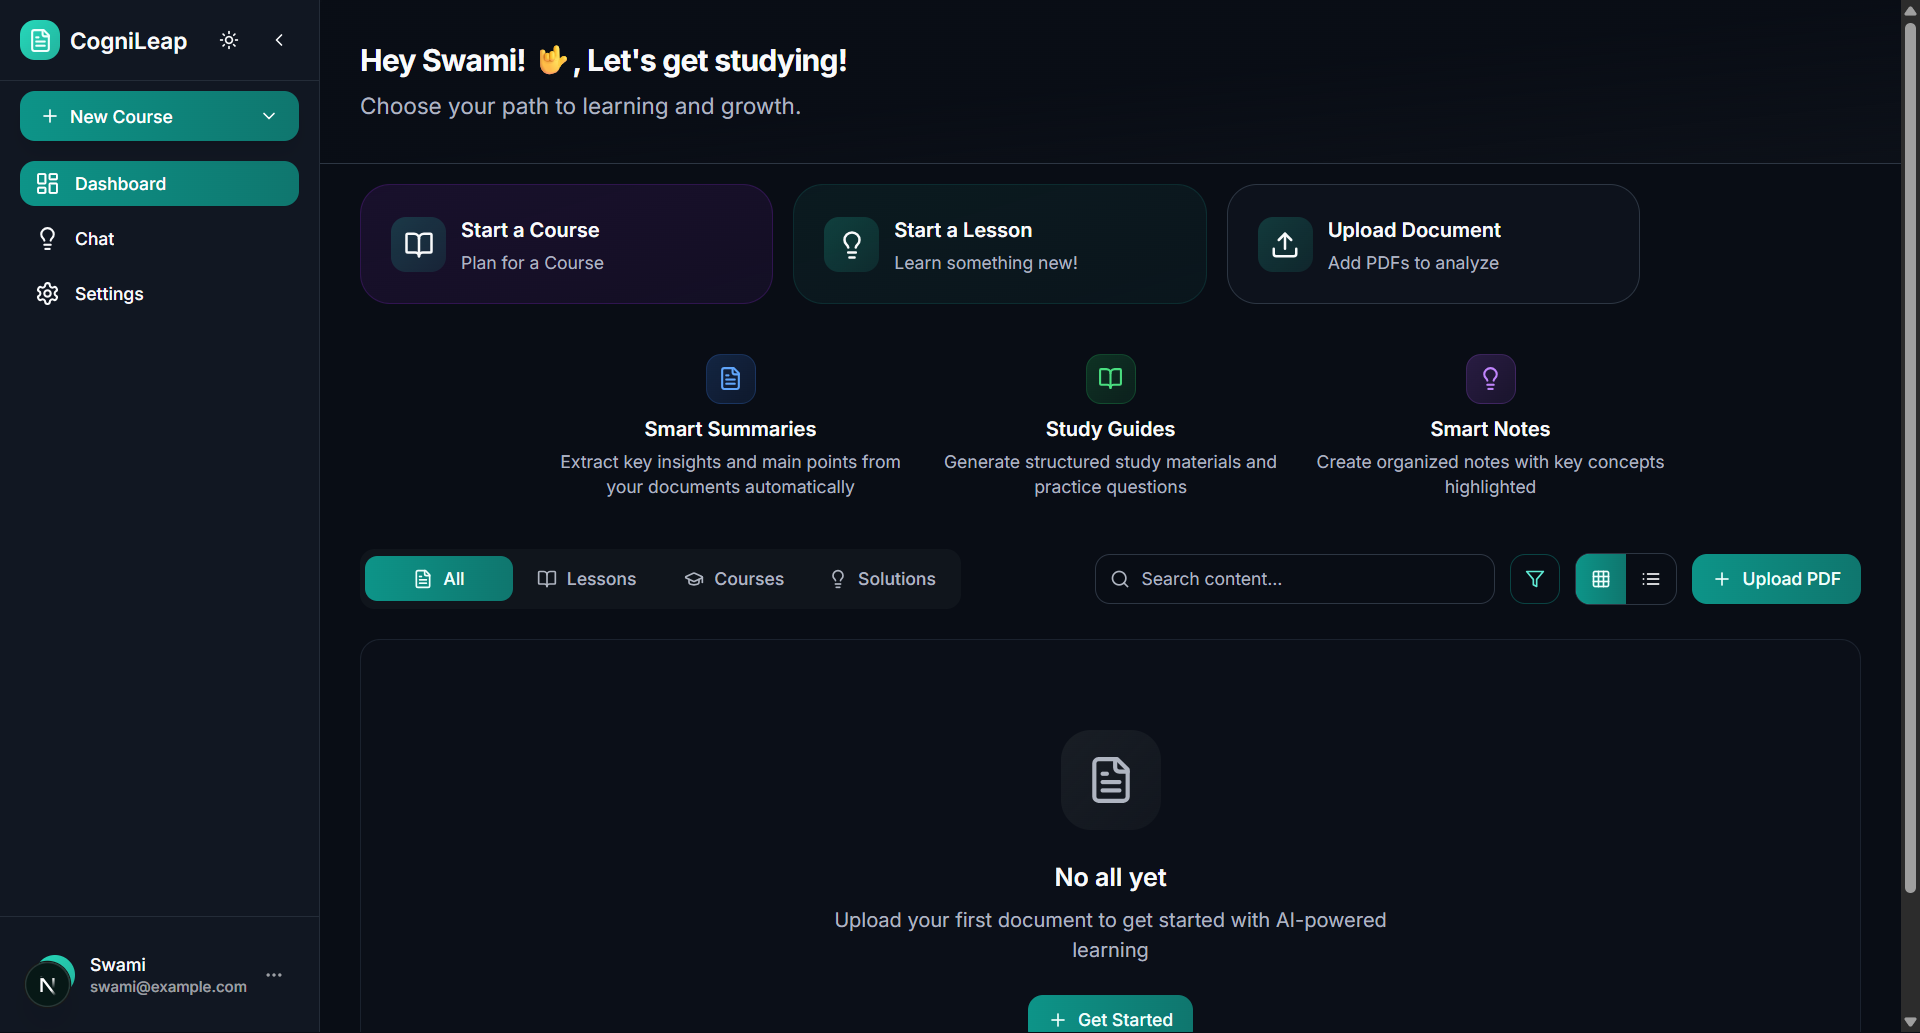 CogniLeap
New Course
Dashboard
Chat
Settings
Hey Swami! 🤟, Let's get studying!
Choose your path to learning and growth.
Start a Course
Plan for a Course
Start a Lesson
Learn something new!
Upload Document
Add PDFs to analyze
Smart Summaries
Extract key insights and main points from
your documents automatically
Study Guides
Generate structured study materials and
practice questions
Smart Notes
Create organized notes with key concepts
highlighted
All
Lessons
Courses
Solutions
Search content...
Upload PDF
No all yet
Upload your first document to get started with AI-powered
learning
Get Started
N
Swami
swami@example.com